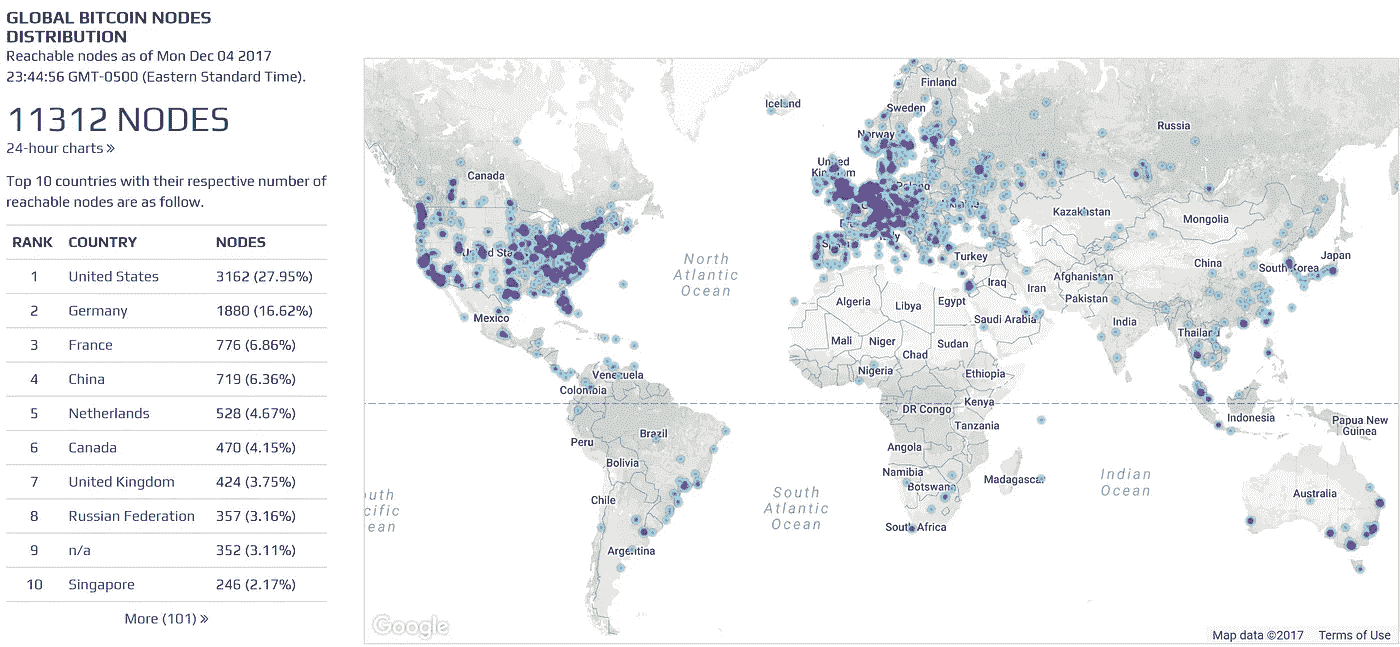 GLOBAL BITCOIN NODES
DISTRIBUTION
Reachable nodes as of Mon Dec 04 2017
23:44:56 GMT-0500 (Eastern Standard Time).
11312 NODES
24-hour charts »
Top 10 countries with their respective number of
reachable nodes are as follow.
RANK COUNTRY NODES
1 United States 3162 (27.95%)
2 Germany 1880 (16.62%)
3 France 776 (6.86%)
4 China 719 (6.36%)
5 Netherlands 528 (4.67%)
6 Canada 470 (4.15%)
7 United Kingdom 424 (3.75%)
8 Russian Federation 357 (3.16%)
9 n/a 352 (3.11%)
10 Singapore 246 (2.17%)
More (101) »
Finland
Iceland
Sweden
Russia
Norway
United
Kingdom
Canada
Poland
Kazakhstan
Mongolia
Spain
Turkey
China
South Korea
Japan
North
Atlantic
Ocean
Afghanistan
Iraq
Iran
Pakistan
Algeria
Libya
Egypt
Saudi Arabia
India
Mexico
Thailand
Mali
Niger
Sudan
Chad
Nigeria
Ethiopia
Venezuela
Colombia
Kenya
DR Congo
Indonesia
Papua New
Guinea
Tanzania
Brazil
Peru
Angola
Bolivia
Namibia
Botswana
Madagascar
Indian
Ocean
Australia
South
Atlantic
Ocean
Chile
uth
cific
ean
South Africa
Argentina
Google
Map data ©2017 Terms of Use